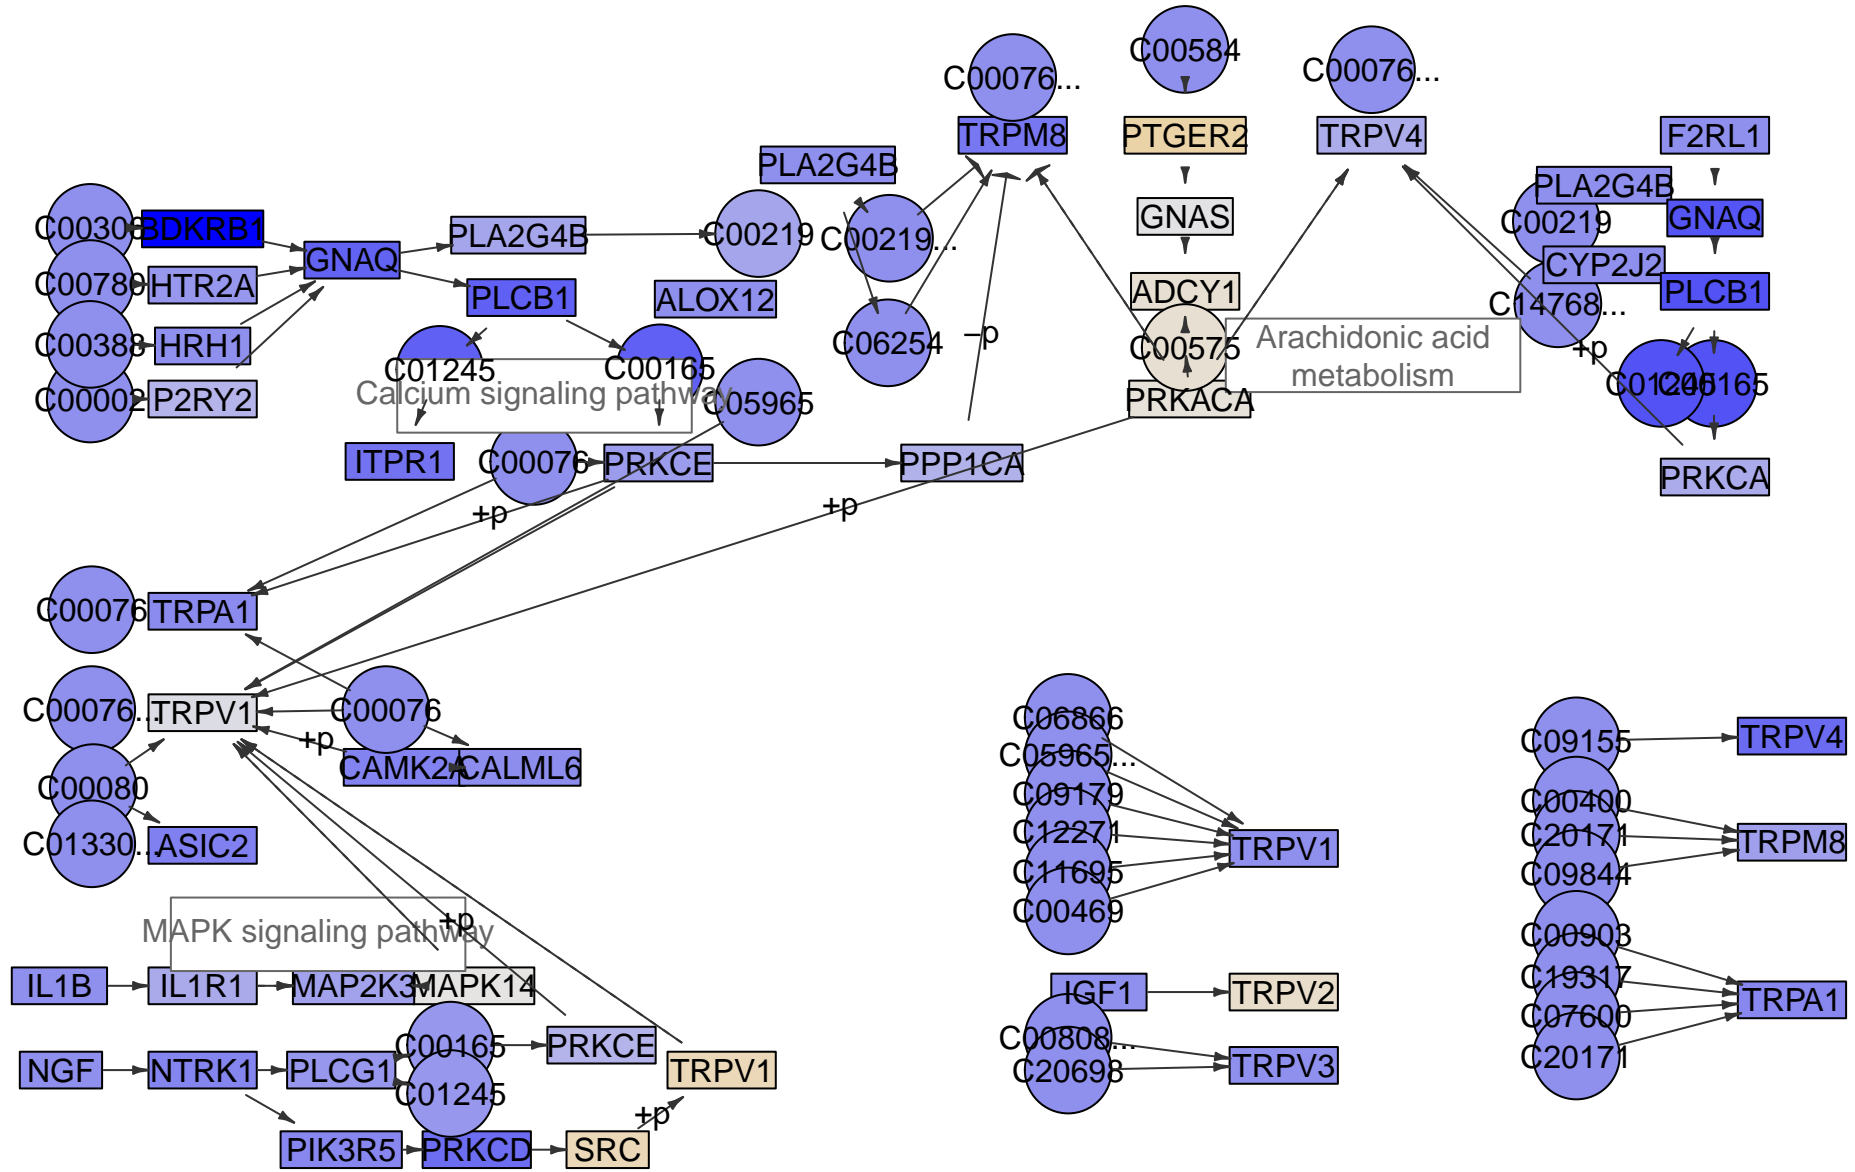 C00584
C00076...
C00076...
TRPM8
PTGER2
TRPV4
F2RL1
PLA2G4B
PLA2G4B
GNAS
GNAQ
C00219
BDKRB1
PLA2G4B
C00219
C00219...
GNAQ
CYP2J2
C00780
HTR2A
PLCB1
ALOX12
ADCY1
PLCB1
C14768...
C00388
HRH1
C06254
–p
C00575
Arachidonic acid
metabolism
+p
C01245
C00165
Calcium signaling pathway
C00002
P2RY2
C05965
PRKACA
C01245
C00165
ITPR1
C00076
PRKCE
PPP1CA
PRKCA
+p
+p
C00076
TRPA1
C00076...
TRPV1
C00076
+p
CAMK2A
CALML6
C00080
C01330...
ASIC2
C06866
C05965...
C09179
C12271
C11695
C00469
TRPV1
C09155
TRPV4
C00400
C20171
C09844
TRPM8
+p
MAPK signaling pathway
IL1B
IL1R1
MAP2K3
MAPK14
IGF1
TRPV2
C00903
C19317
C07600
C20171
TRPA1
C00165
PRKCE
C00808...
C20698
TRPV3
NGF
NTRK1
PLCG1
C01245
TRPV1
+p
PIK3R5
PRKCD
SRC